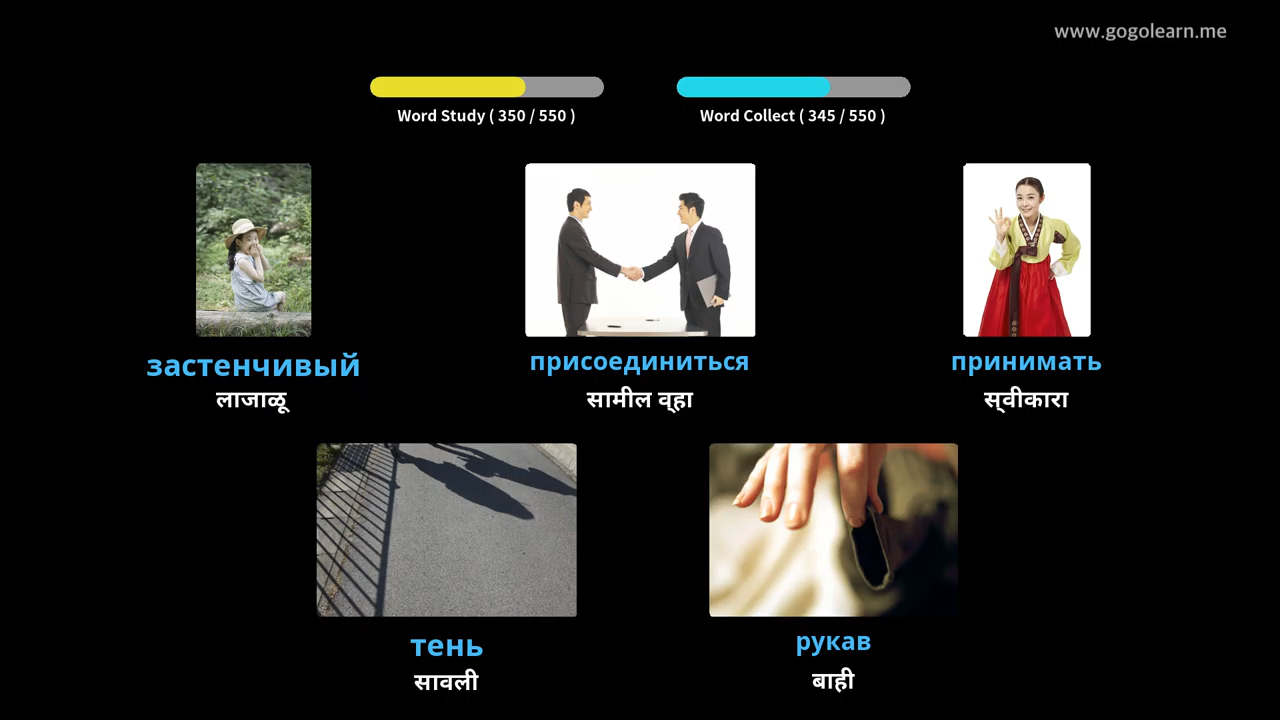 www.gogolearn.me
Word Study ( 350 / 550 )
Word Collect ( 345 / 550 )
застенчивый
लाजाळू
присоединиться
सामील व्हा
принимать
स्वीकारा
тень
सावली
рукав
बाही